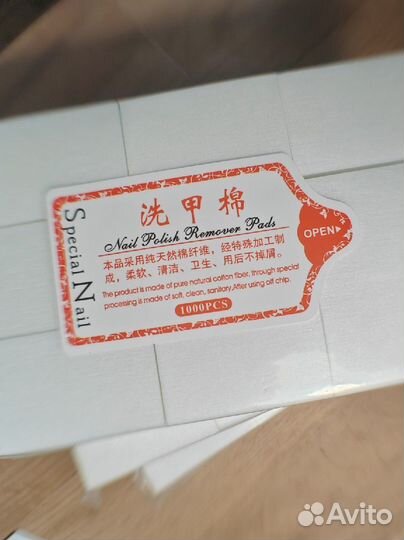 Special Nail
洗甲棉
Nail Polish Remover Pads
本品采用纯天然棉纤维，经特殊加工制
成，柔软、清洁、卫生、用后不掉屑。
The product is made of pure natural cotton fiber, through special
processing is made of soft, clean, sanitary,After using off chip.
1000PCS
OPEN
Avito